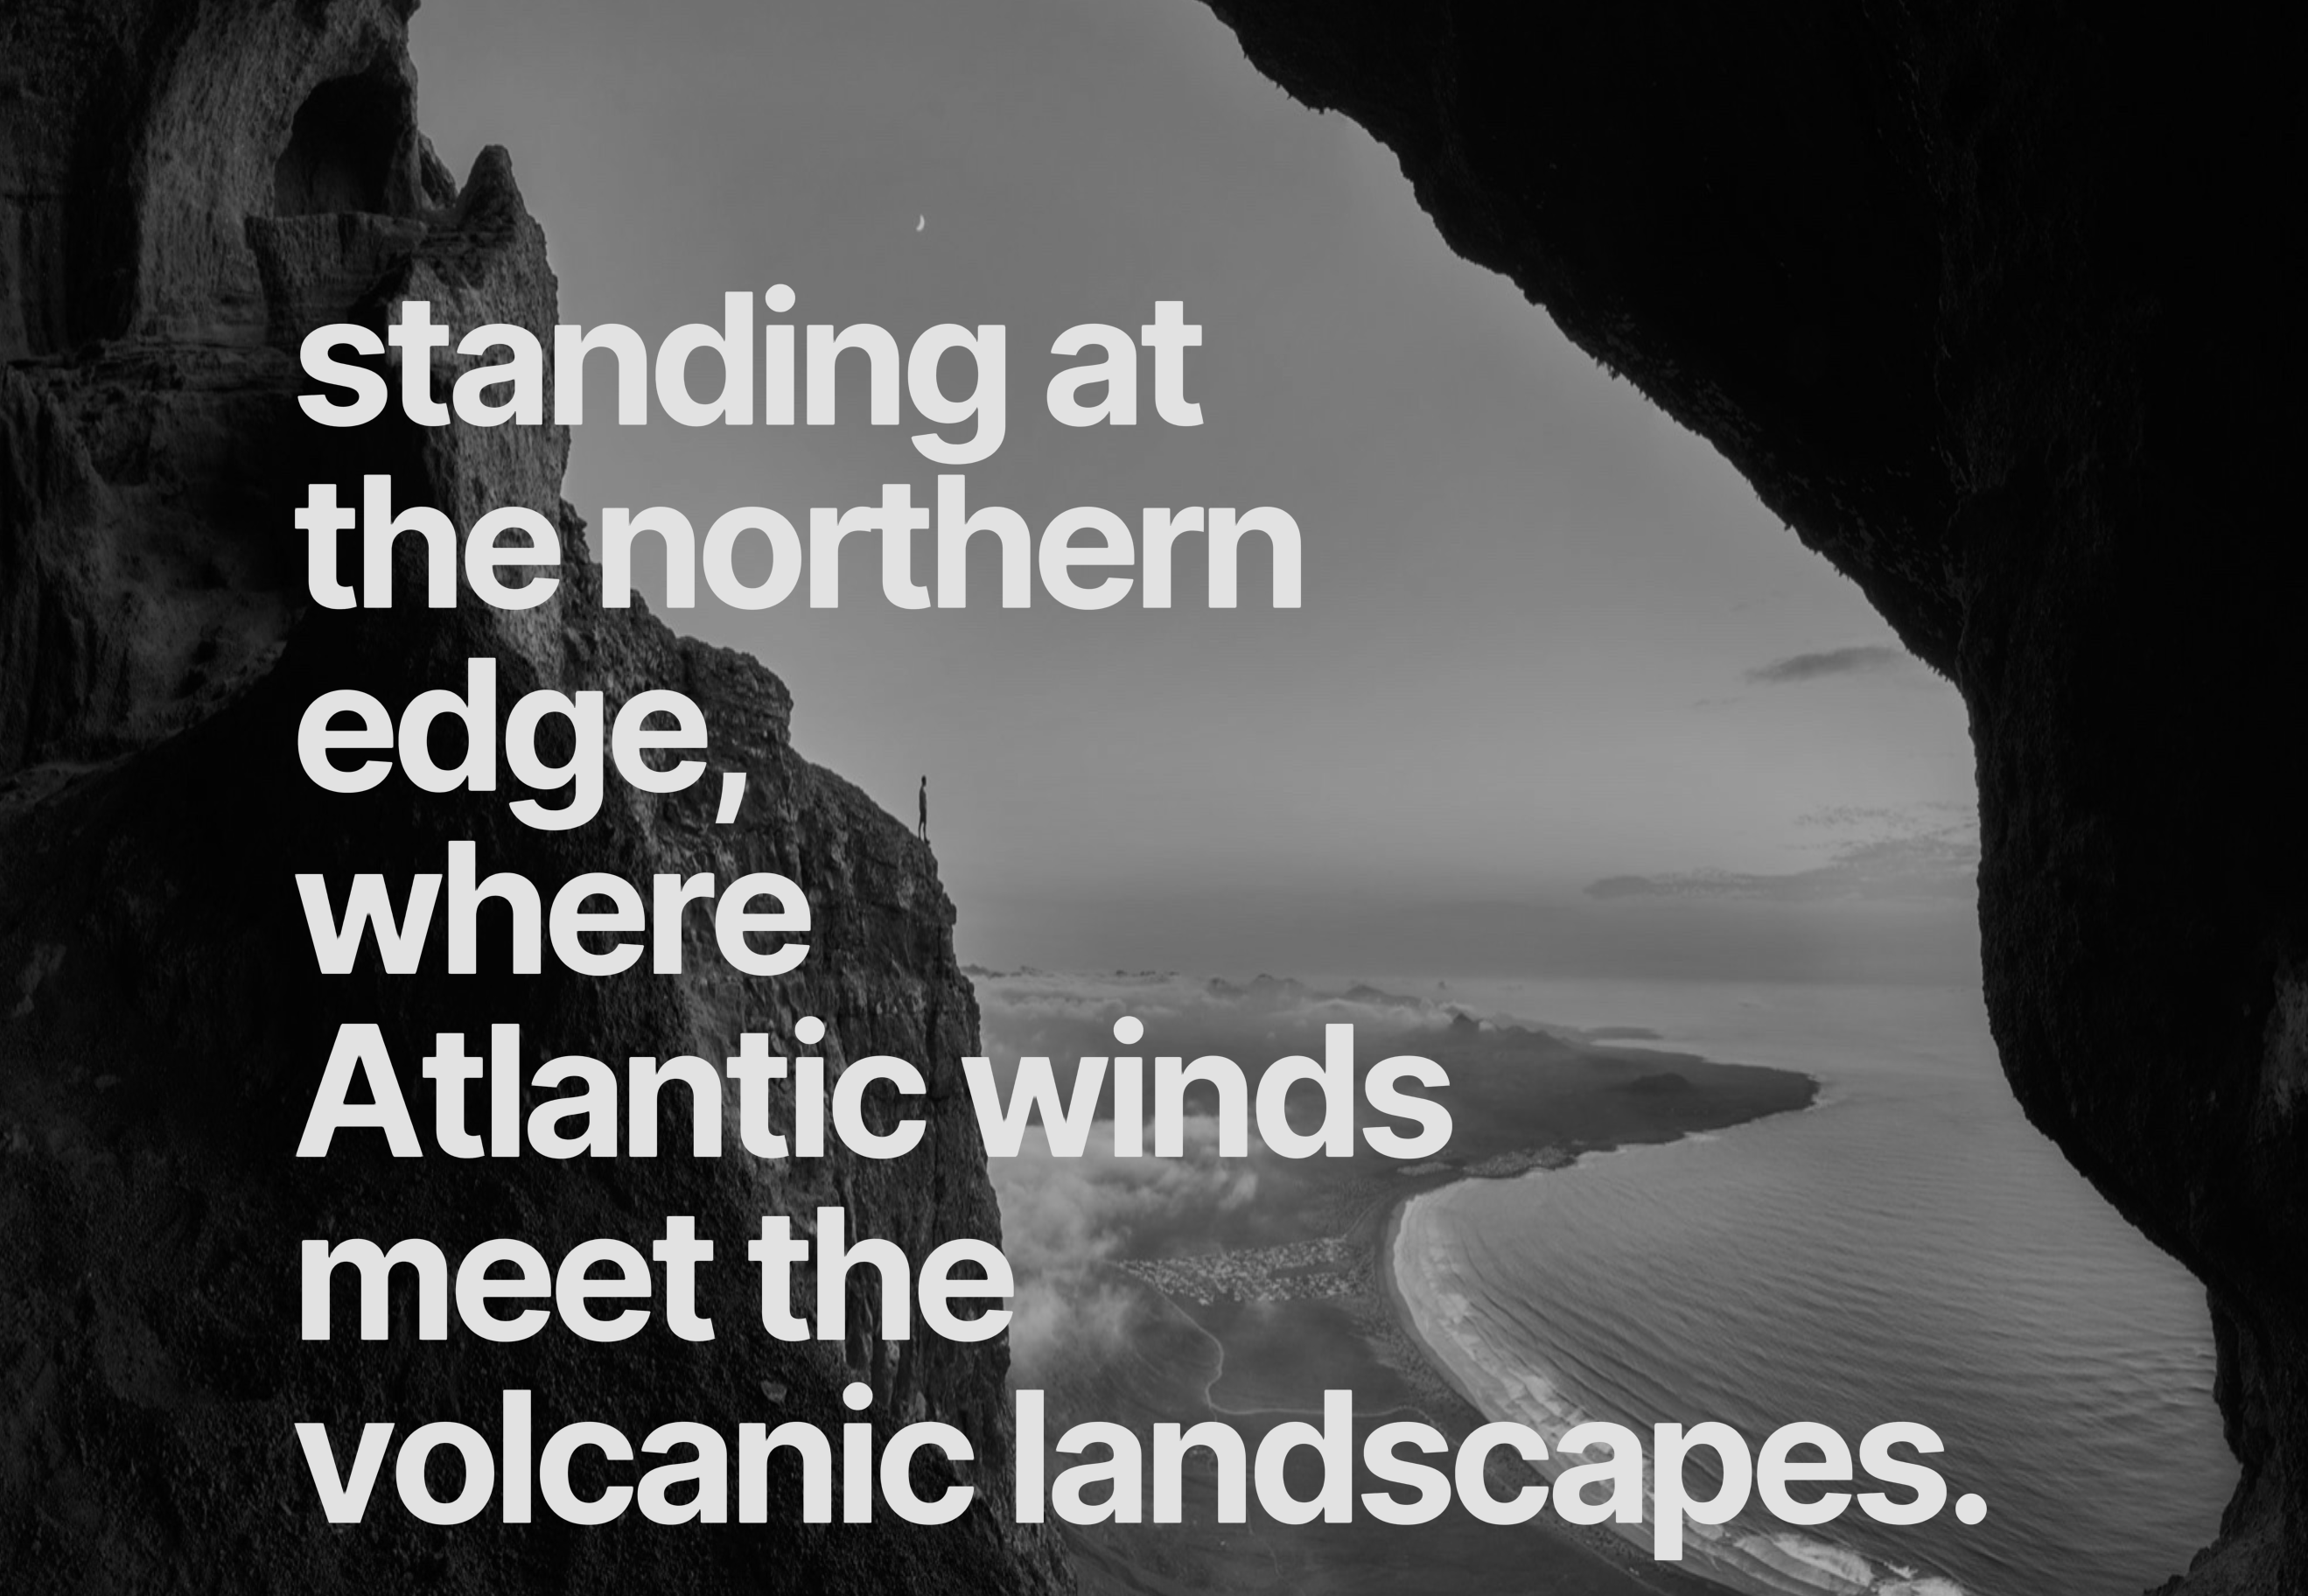 standing at
the northern
edge,
where
Atlantic winds
meet the
volcanic landscapes.